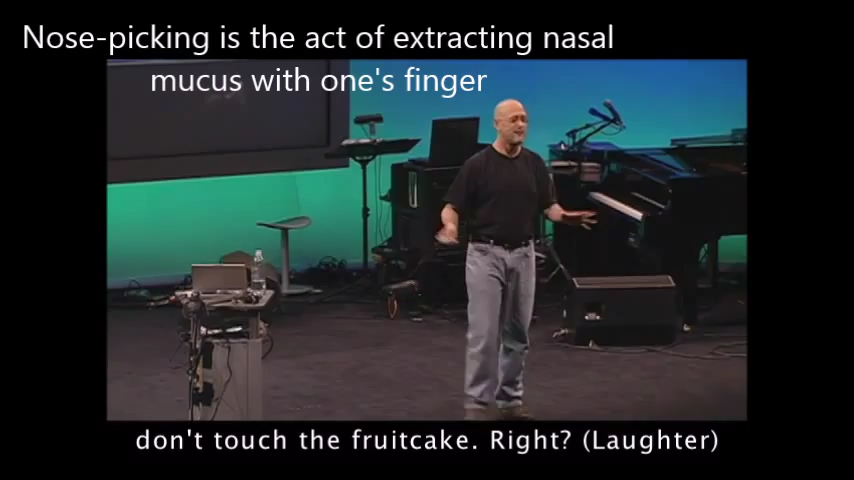 Nose-picking is the act of extracting nasal
mucus with one's finger
don't touch the fruitcake. Right? (Laughter)